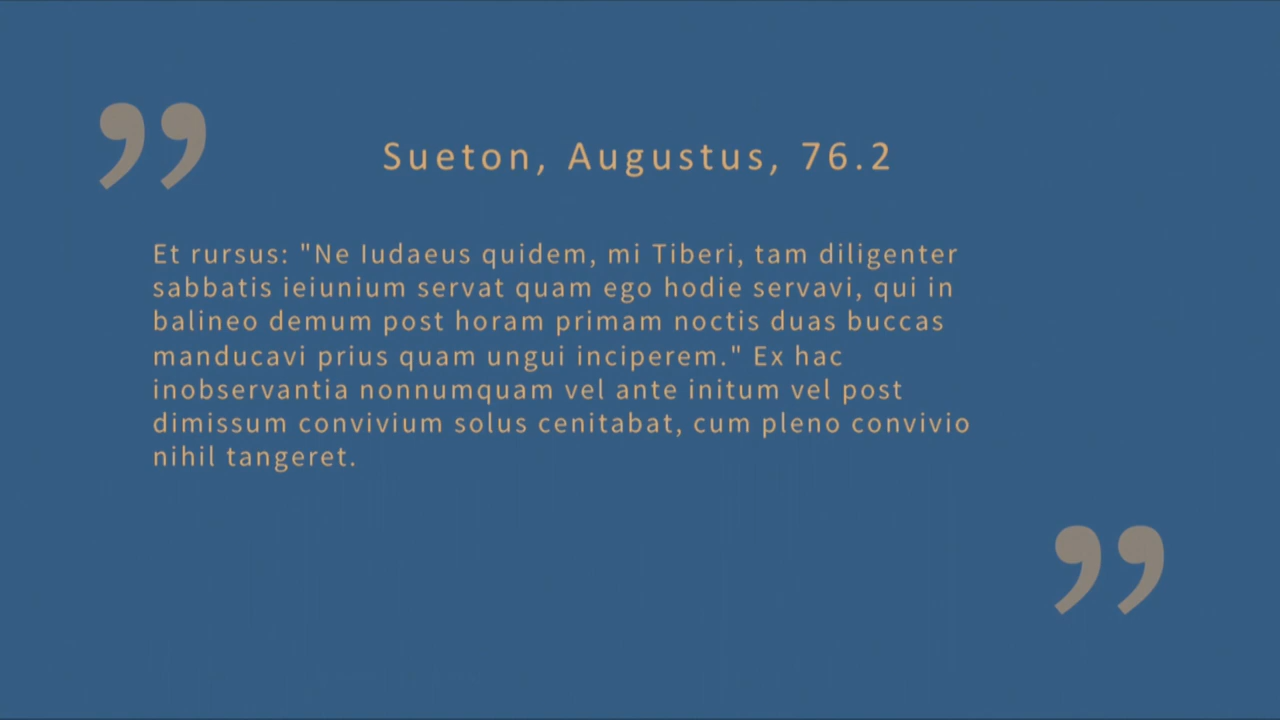 Sueton, Augustus, 76.2
Et rursus: "Ne Iudaeus quidem, mi Tiberi, tam diligenter
sabbatis ieiunium servat quam ego hodie servavi, qui in
balineo demum post horam primam noctis duas buccas
manducavi prius quam ungui inciperem." Ex hac
inobservantia nonnumquam vel ante initum vel post
dimissum convivium solus cenitabat, cum pleno convivio
nihil tangeret.